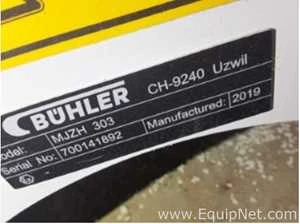 BÜHLER CH-9240 Uzwil
Model: MJZH 303 Manufactured: 2019
Serial No: 700141892
www.EquipNet.com